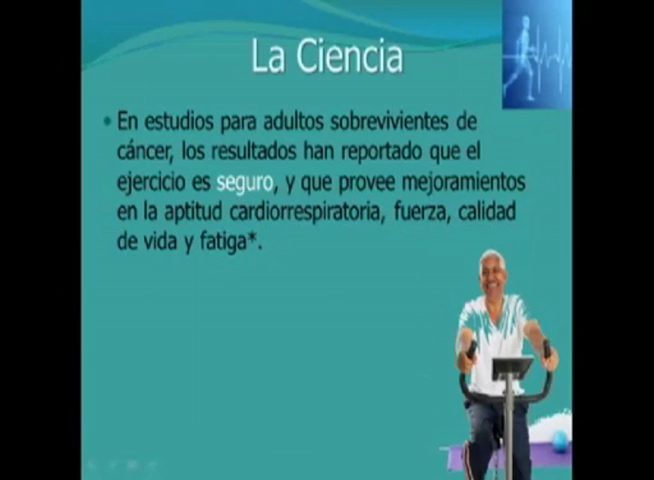 La Ciencia
• En estudios para adultos sobrevivientes de
cáncer, los resultados han reportado que el
ejercicio es seguro, y que provee mejoramientos
en la aptitud cardiorrespiratoria, fuerza, calidad
de vida y fatiga*.